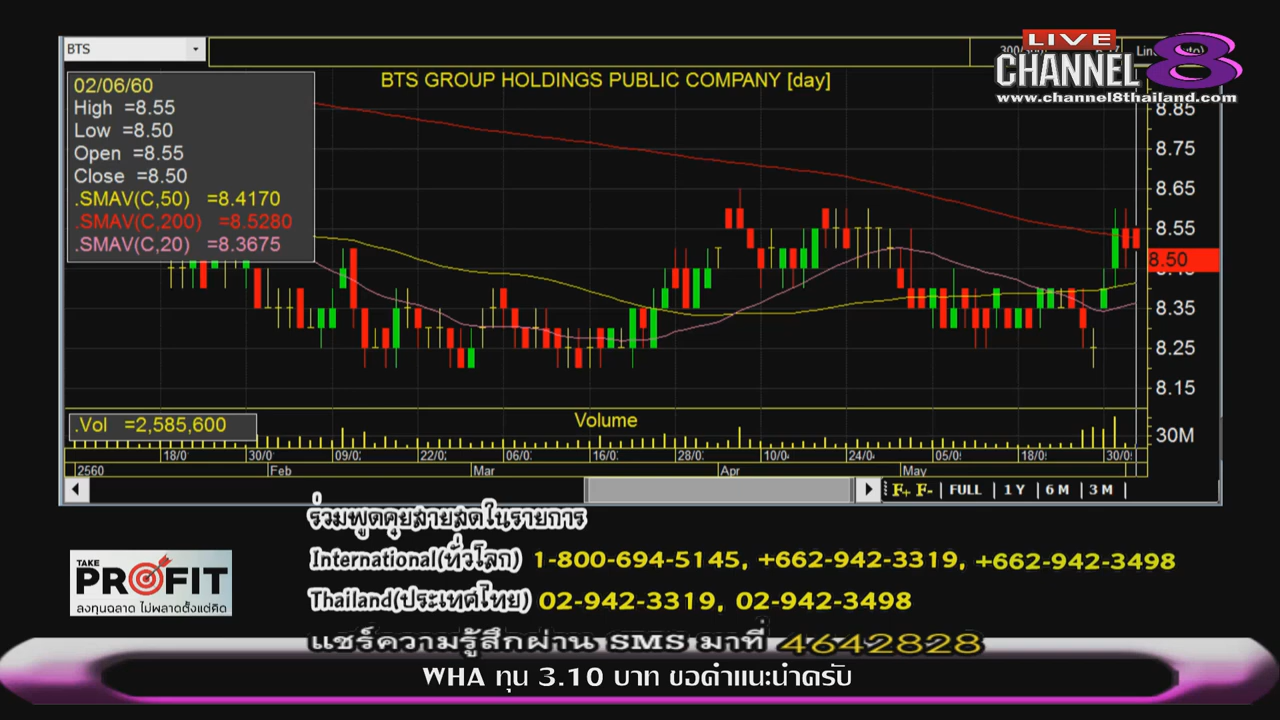 BTS
LIVE
CHANNEL 8
www.channel8thailand.com
BTS GROUP HOLDINGS PUBLIC COMPANY [day]
02/06/60
High =8.55
Low =8.50
Open =8.55
Close =8.50
.SMAV(C,50) =8.4170
.SMAV(C,200) =8.5280
.SMAV(C,20) =8.3675
8.85
8.75
8.65
8.55
8.50
8.45
8.35
8.25
8.15
.Vol =2,585,600
Volume
30M
18/0 30/0 09/0 22/0 06/0 16/0 28/0 10/0 24/0 05/0 18/0 30/0
2560 Feb Mar Apr May
F+ F- FULL 1 Y 6 M 3 M
ร่วมพูดคุยสายสดในรายการ
International(ทั่วโลก) 1-800-694-5145, +662-942-3319, +662-942-3498
Thailand(ประเทศไทย) 02-942-3319, 02-942-3498
TAKE
PROFIT
ลงทุนฉลาด ไม่พลาดตั้งแต่คิด
แชร์ความรู้สึกผ่าน SMS มาที่ 4642828
WHA ทุน 3.10 บาท ขอคำแนะนำครับ